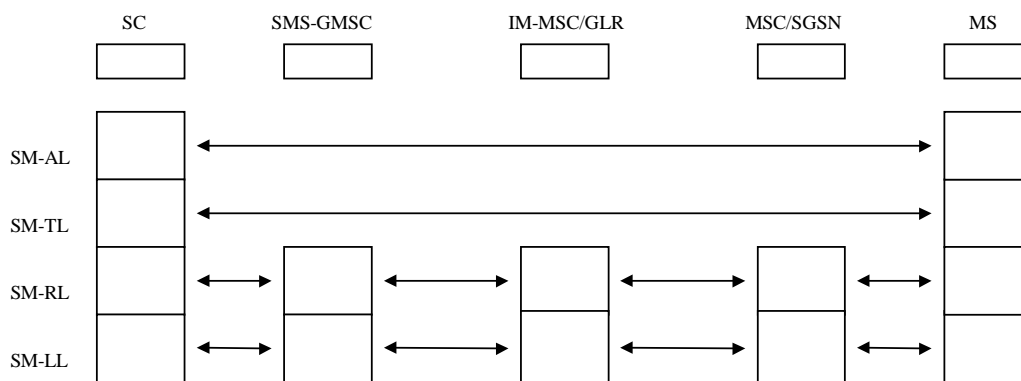 SC SMS-GMSC IM-MSC/GLR MSC/SGSN MS
SM-AL
SM-TL
SM-RL
SM-LL